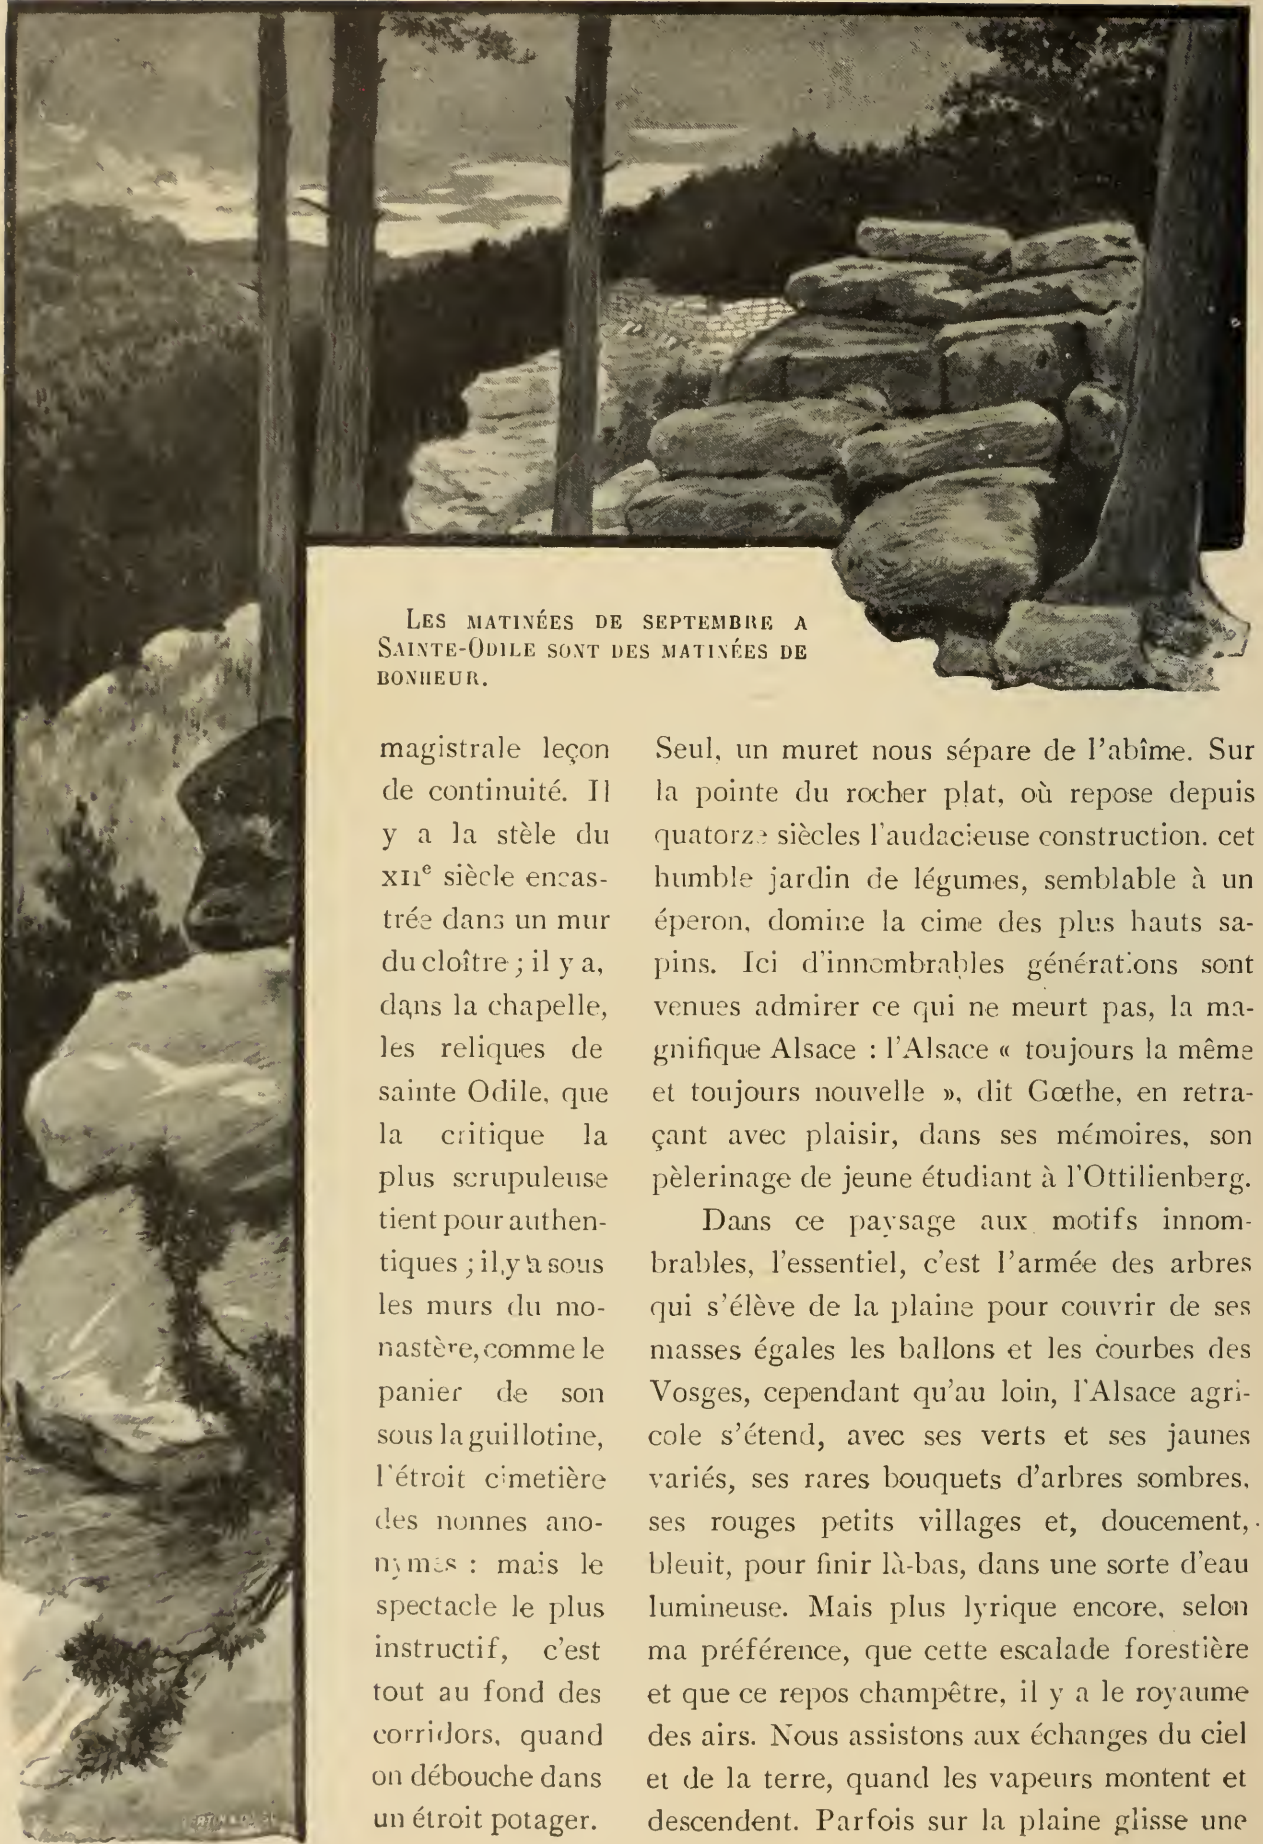 LES MATINÉES DE SEPTEMBRE A
SAINTE-ODILE SONT DES MATINÉES DE
BONHEUR.
magistrale leçon
de continuité. Il
y a la stèle du
XIIe siècle encas-
trée dans un mur
du cloître ; il y a,
dans la chapelle,
les reliques de
sainte Odile, que
la critique la
plus scrupuleuse
tient pour authen-
tiques ; il y a sous
les murs du mo-
nastère, comme le
panier de son
sous la guillotine,
l'étroit cimetière
des nonnes ano-
nymes : mais le
spectacle le plus
instructif, c'est
tout au fond des
corridors, quand
on débouche dans
un étroit potager.
Seul, un muret nous sépare de l'abîme. Sur
la pointe du rocher plat, où repose depuis
quatorze siècles l'audacieuse construction. cet
humble jardin de légumes, semblable à un
éperon, domine la cime des plus hauts sa-
pins. Ici d'innombrables générations sont
venues admirer ce qui ne meurt pas, la ma-
gnifique Alsace : l'Alsace « toujours la même
et toujours nouvelle », dit Gœthe, en retra-
çant avec plaisir, dans ses mémoires, son
pèlerinage de jeune étudiant à l'Ottilienberg.
Dans ce paysage aux motifs innom-
brables, l'essentiel, c'est l'armée des arbres
qui s'élève de la plaine pour couvrir de ses
masses égales les ballons et les courbes des
Vosges, cependant qu'au loin, l'Alsace agri-
cole s'étend, avec ses verts et ses jaunes
variés, ses rares bouquets d'arbres sombres,
ses rouges petits villages et, doucement,
bleuit, pour finir là-bas, dans une sorte d'eau
lumineuse. Mais plus lyrique encore, selon
ma préférence, que cette escalade forestière
et que ce repos champêtre, il y a le royaume
des airs. Nous assistons aux échanges du ciel
et de la terre, quand les vapeurs montent et
descendent. Parfois sur la plaine glisse une